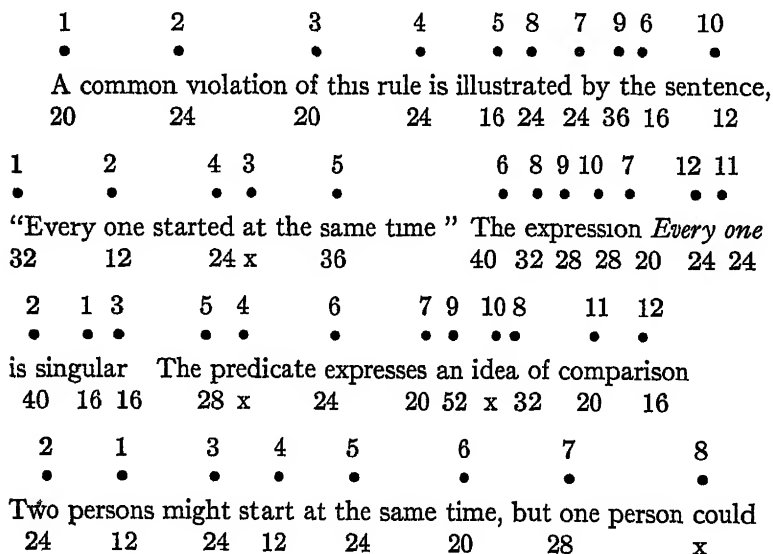 1 2 3 4 5 8 7 9 6 10
A common vıolation of this rule is illustrated by the sentence,
20 24 20 24 16 24 24 36 16 12
1 2 4 3 5 6 8 9 10 7 12 11
“Every one started at the same tıme ” The expressıon Every one
32 12 24 x 36 40 32 28 28 20 24 24
2 1 3 5 4 6 7 9 10 8 11 12
is singular The predicate expresses an idea of comparison
40 16 16 28 x 24 20 52 x 32 20 16
2 1 3 4 5 6 7 8
Two persons might start at the same time, but one person could
24 12 24 12 24 20 28 x